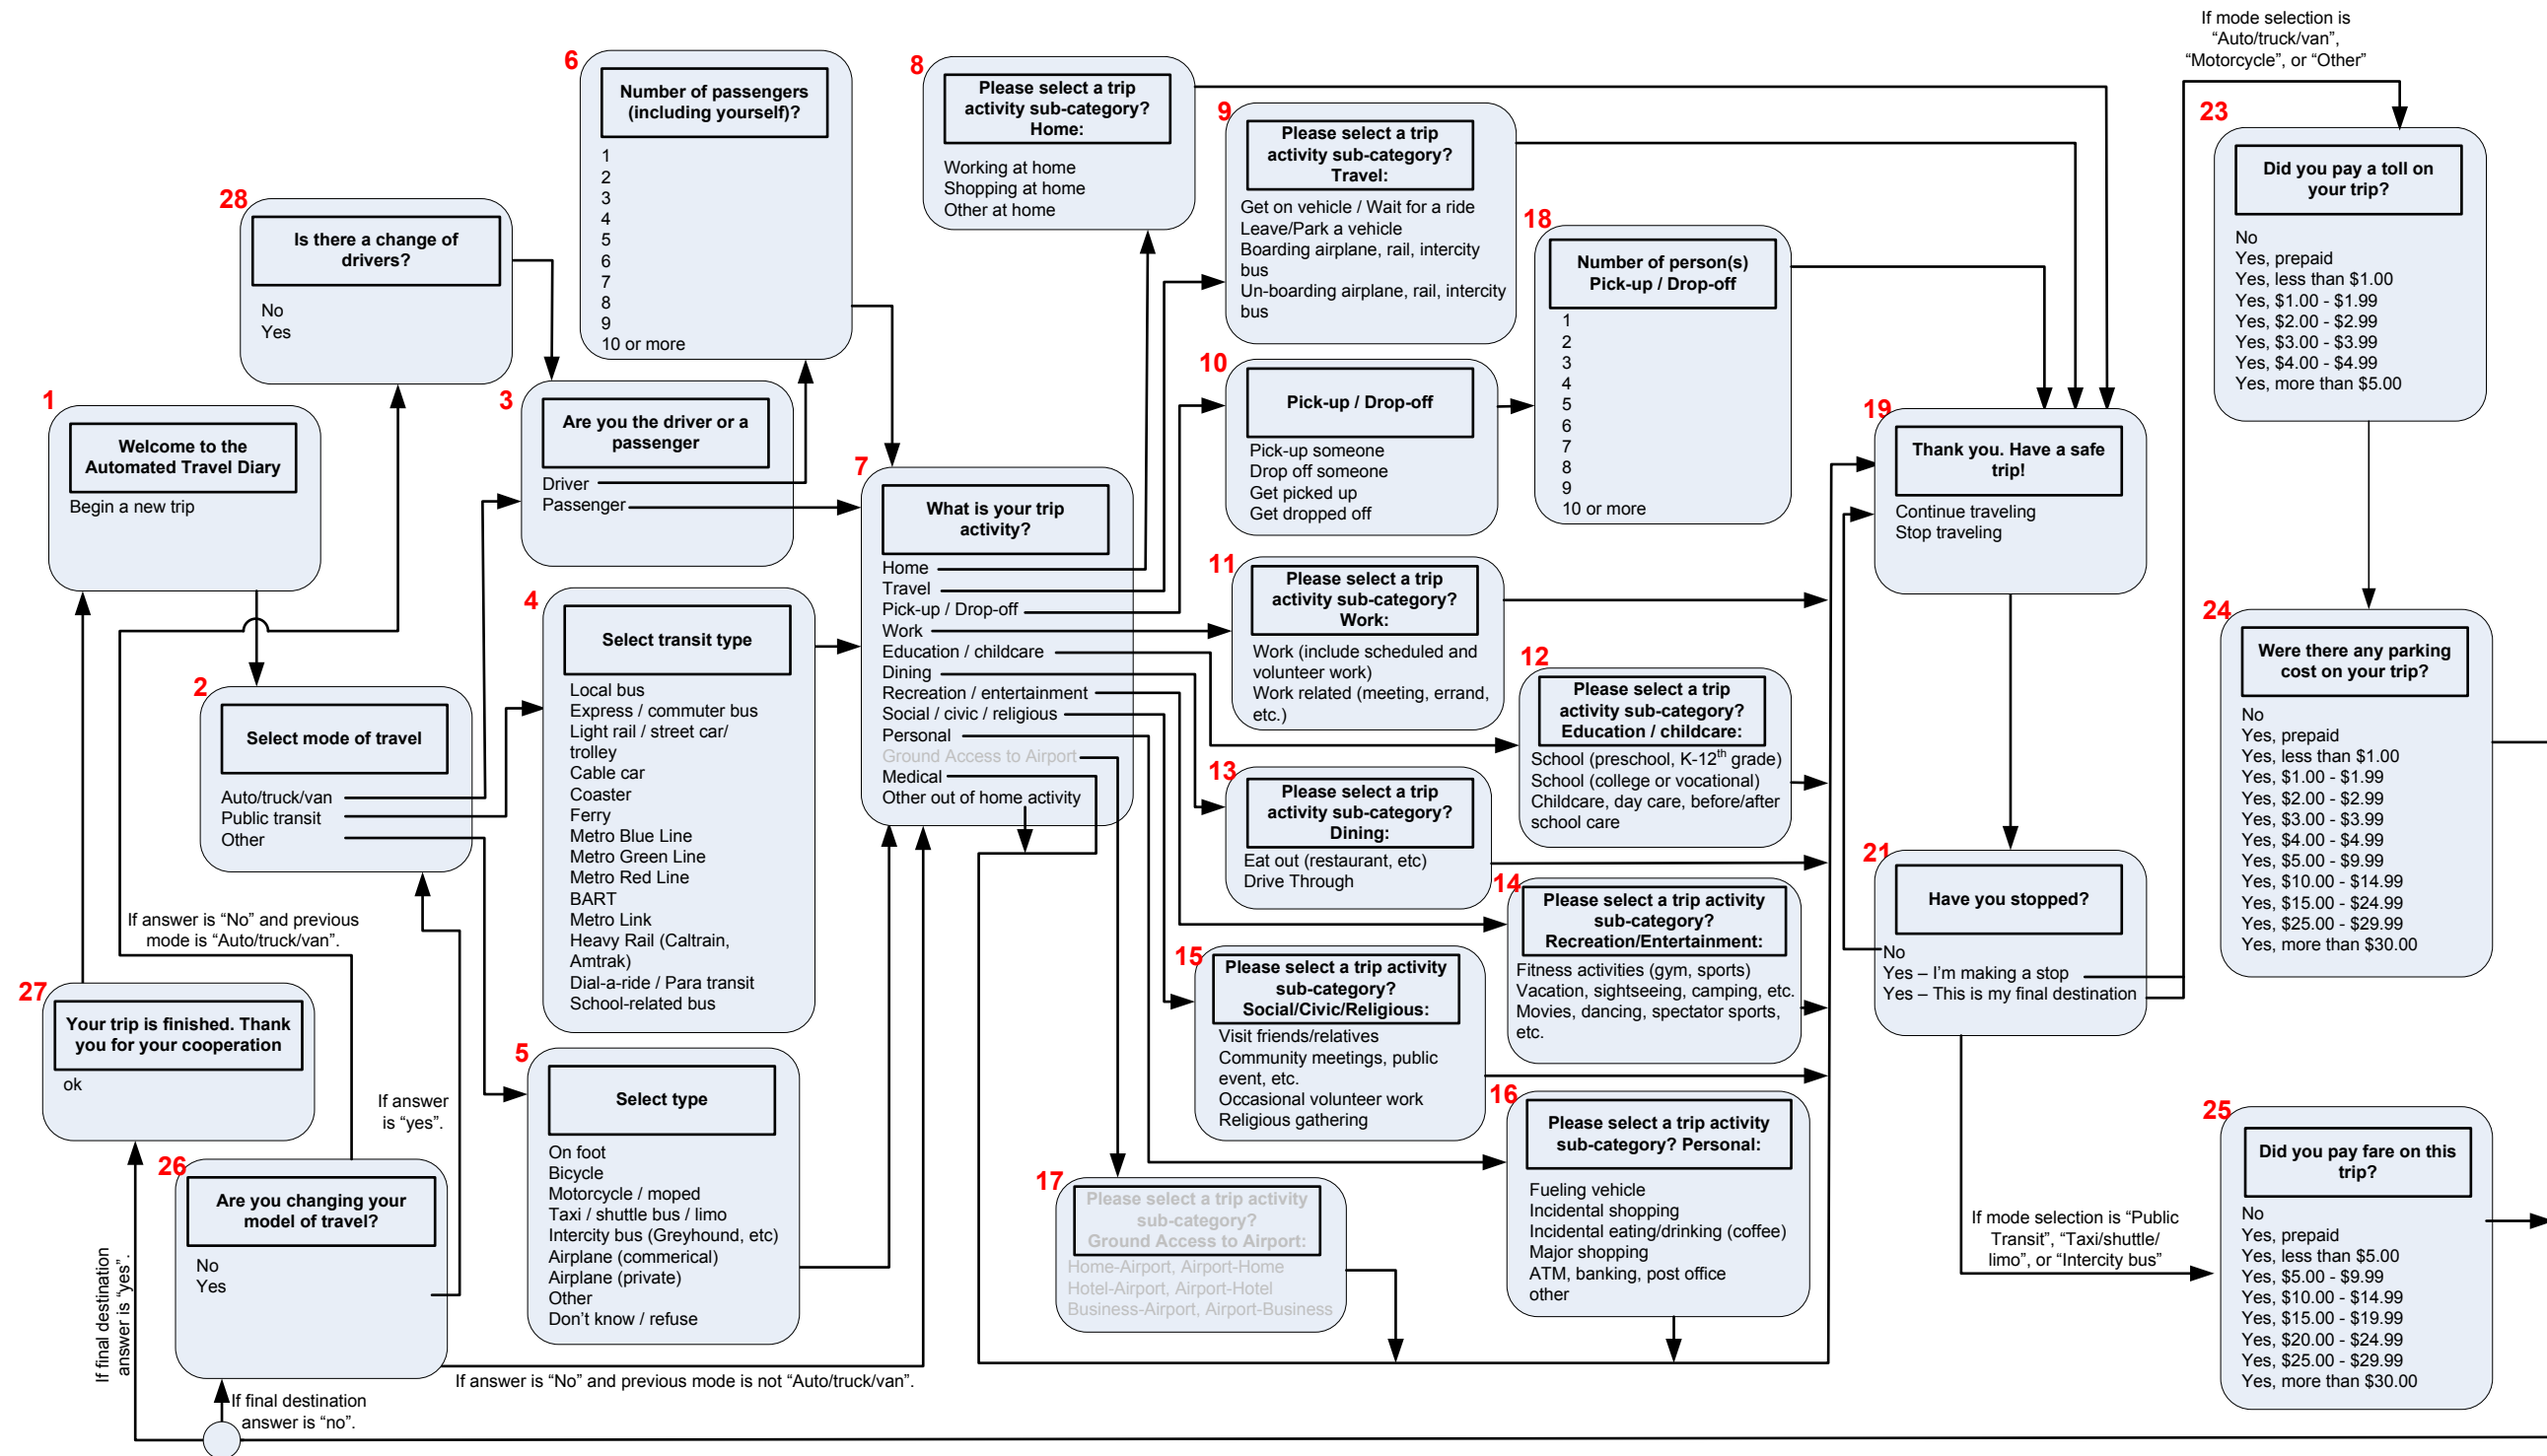 If mode selection is
“Auto/truck/van”,
“Motorcycle”, or “Other”
6
Number of passengers
(including yourself)?
1
2
3
4
5
6
7
8
9
10 or more
8
Please select a trip
activity sub-category?
Home:
Working at home
Shopping at home
Other at home
9
Please select a trip
activity sub-category?
Travel:
Get on vehicle / Wait for a ride
Leave/Park a vehicle
Boarding airplane, rail, intercity
bus
Un-boarding airplane, rail, intercity
bus
23
Did you pay a toll on
your trip?
No
Yes, prepaid
Yes, less than $1.00
Yes, $1.00 - $1.99
Yes, $2.00 - $2.99
Yes, $3.00 - $3.99
Yes, $4.00 - $4.99
Yes, more than $5.00
28
Is there a change of
drivers?
No
Yes
18
Number of person(s)
Pick-up / Drop-off
1
2
3
4
5
6
7
8
9
10 or more
10
Pick-up / Drop-off
Pick-up someone
Drop off someone
Get picked up
Get dropped off
1
Welcome to the
Automated Travel Diary
Begin a new trip
3
Are you the driver or a
passenger
Driver
Passenger
19
Thank you. Have a safe
trip!
Continue traveling
Stop traveling
7
What is your trip
activity?
Home
Travel
Pick-up / Drop-off
Work
Education / childcare
Dining
Recreation / entertainment
Social / civic / religious
Personal
Ground Access to Airport
Medical
Other out of home activity
11
Please select a trip
activity sub-category?
Work:
Work (include scheduled and
volunteer work)
Work related (meeting, errand,
etc.)
4
Select transit type
Local bus
Express / commuter bus
Light rail / street car/
trolley
Cable car
Coaster
Ferry
Metro Blue Line
Metro Green Line
Metro Red Line
BART
Metro Link
Heavy Rail (Caltrain,
Amtrak)
Dial-a-ride / Para transit
School-related bus
24
Were there any parking
cost on your trip?
No
Yes, prepaid
Yes, less than $1.00
Yes, $1.00 - $1.99
Yes, $2.00 - $2.99
Yes, $3.00 - $3.99
Yes, $4.00 - $4.99
Yes, $5.00 - $9.99
Yes, $10.00 - $14.99
Yes, $15.00 - $24.99
Yes, $25.00 - $29.99
Yes, more than $30.00
12
Please select a trip
activity sub-category?
Education / childcare:
School (preschool, K-12th grade)
School (college or vocational)
Childcare, day care, before/after
school care
2
Select mode of travel
Auto/truck/van
Public transit
Other
13
Please select a trip
activity sub-category?
Dining:
Eat out (restaurant, etc)
Drive Through
21
Have you stopped?
No
Yes – I’m making a stop
Yes – This is my final destination
14
Please select a trip activity
sub-category?
Recreation/Entertainment:
Fitness activities (gym, sports)
Vacation, sightseeing, camping, etc.
Movies, dancing, spectator sports,
etc.
If answer is “No” and previous
mode is “Auto/truck/van”.
15
Please select a trip activity
sub-category?
Social/Civic/Religious:
Visit friends/relatives
Community meetings, public
event, etc.
Occasional volunteer work
Religious gathering
27
Your trip is finished. Thank
you for your cooperation
ok
5
Select type
On foot
Bicycle
Motorcycle / moped
Taxi / shuttle bus / limo
Intercity bus (Greyhound, etc)
Airplane (commerical)
Airplane (private)
Other
Don’t know / refuse
If answer
is “yes”.
16
Please select a trip activity
sub-category? Personal:
Fueling vehicle
Incidental shopping
Incidental eating/drinking (coffee)
Major shopping
ATM, banking, post office
other
25
Did you pay fare on this
trip?
No
Yes, prepaid
Yes, less than $5.00
Yes, $5.00 - $9.99
Yes, $10.00 - $14.99
Yes, $15.00 - $19.99
Yes, $20.00 - $24.99
Yes, $25.00 - $29.99
Yes, more than $30.00
26
Are you changing your
model of travel?
No
Yes
17
Please select a trip activity
sub-category?
Ground Access to Airport:
Home-Airport, Airport-Home
Hotel-Airport, Airport-Hotel
Business-Airport, Airport-Business
If mode selection is “Public
Transit”, “Taxi/shuttle/
limo”, or “Intercity bus”
If final destination
answer is “yes”.
If answer is “No” and previous mode is not “Auto/truck/van”.
If final destination
answer is “no”.